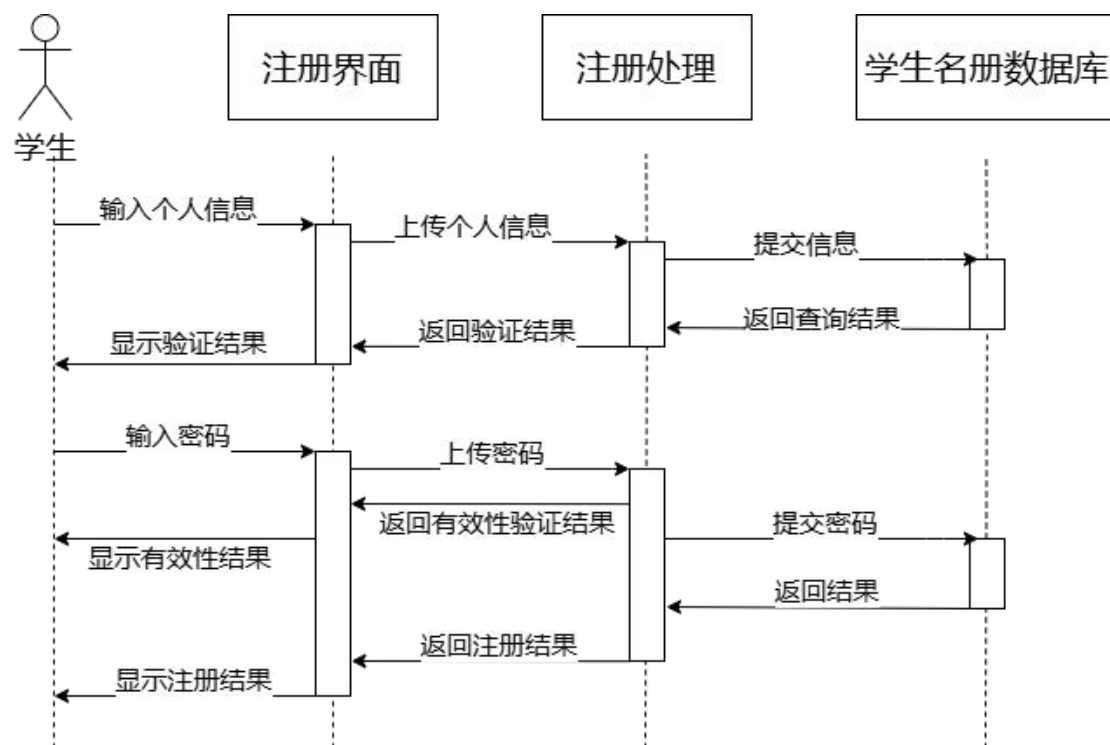 注册界面
注册处理
学生名册数据库
学生
输入个人信息
上传个人信息
提交信息
返回查询结果
返回验证结果
显示验证结果
输入密码
上传密码
返回有效性验证结果
提交密码
显示有效性结果
返回结果
返回注册结果
显示注册结果